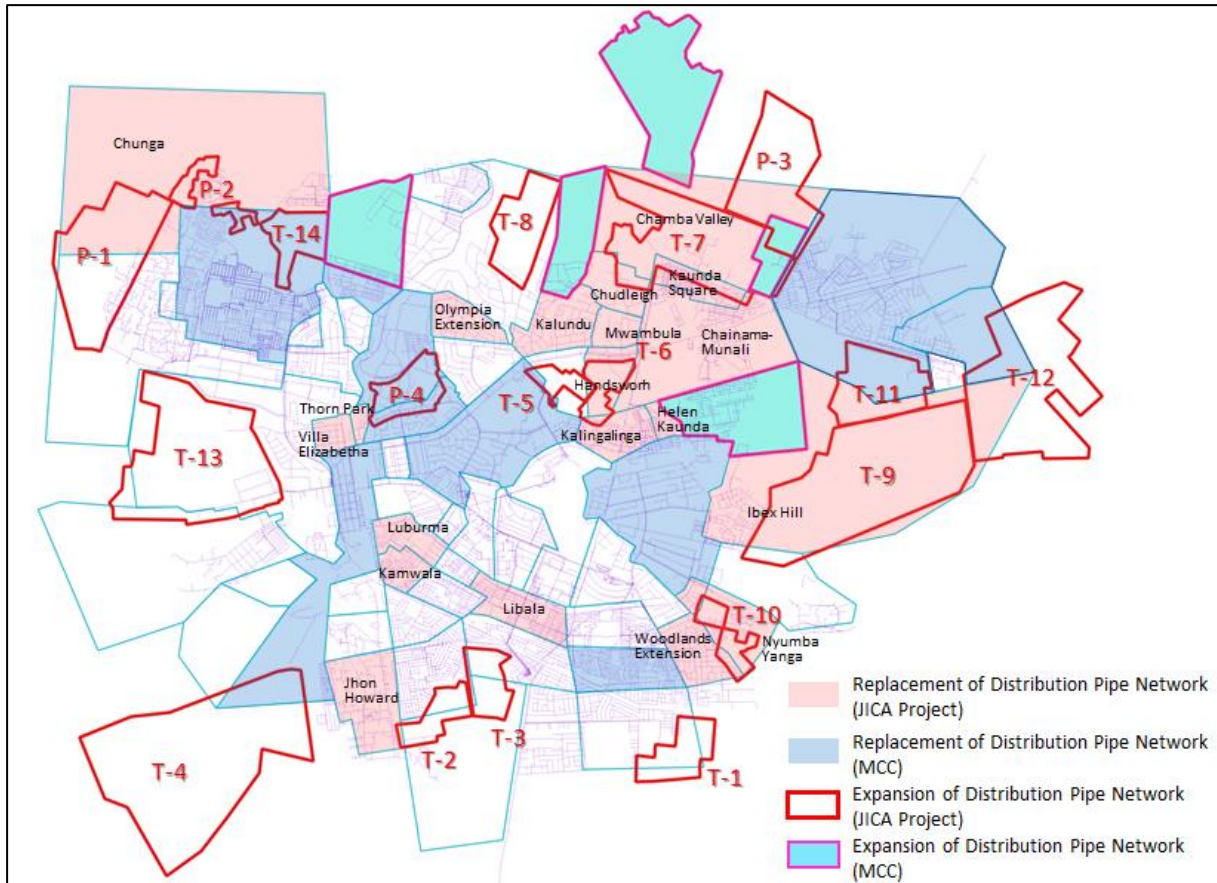 Chunga
P-2
P-3
P-1
T-14
T-8
Chamba Valley
T-7
Kaunda
Square
Chudleigh
Olympia
Extension
Kalundu
Mwambula
Chainama-
Munali
T-6
T-12
T-11
P-4
T-5
Handsworh
Thorn Park
Villa
Elizabetha
Helen
Kaunda
Kalingalinga
T-13
T-9
Ibex Hill
Luburma
Kamwala
Libala
T-10
Woodlands
Extension
Nyumba
Yanga
Jhon
Howard
T-4
T-2
T-3
T-1
Replacement of Distribution Pipe Network
(JICA Project)
Replacement of Distribution Pipe Network
(MCC)
Expansion of Distribution Pipe Network
(JICA Project)
Expansion of Distribution Pipe Network
(MCC)